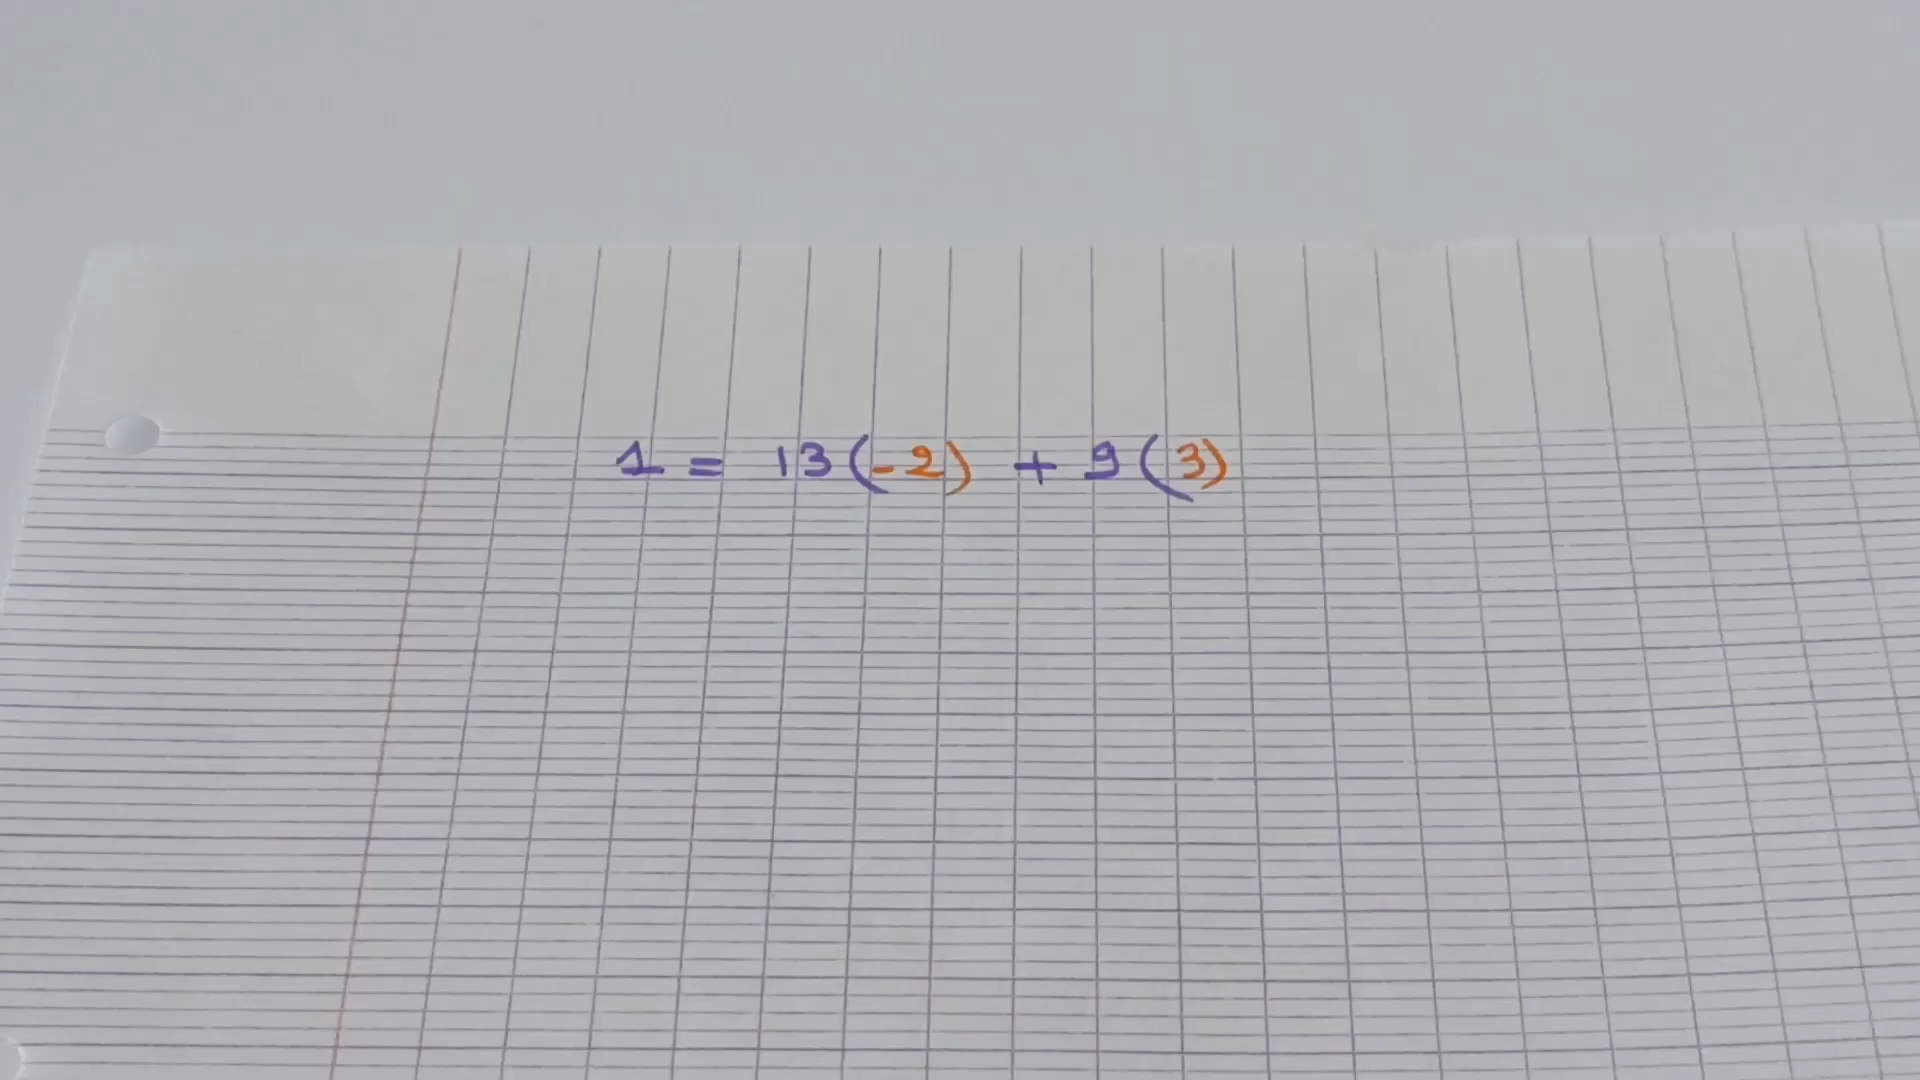 1 = 13(-2) + 9(3)